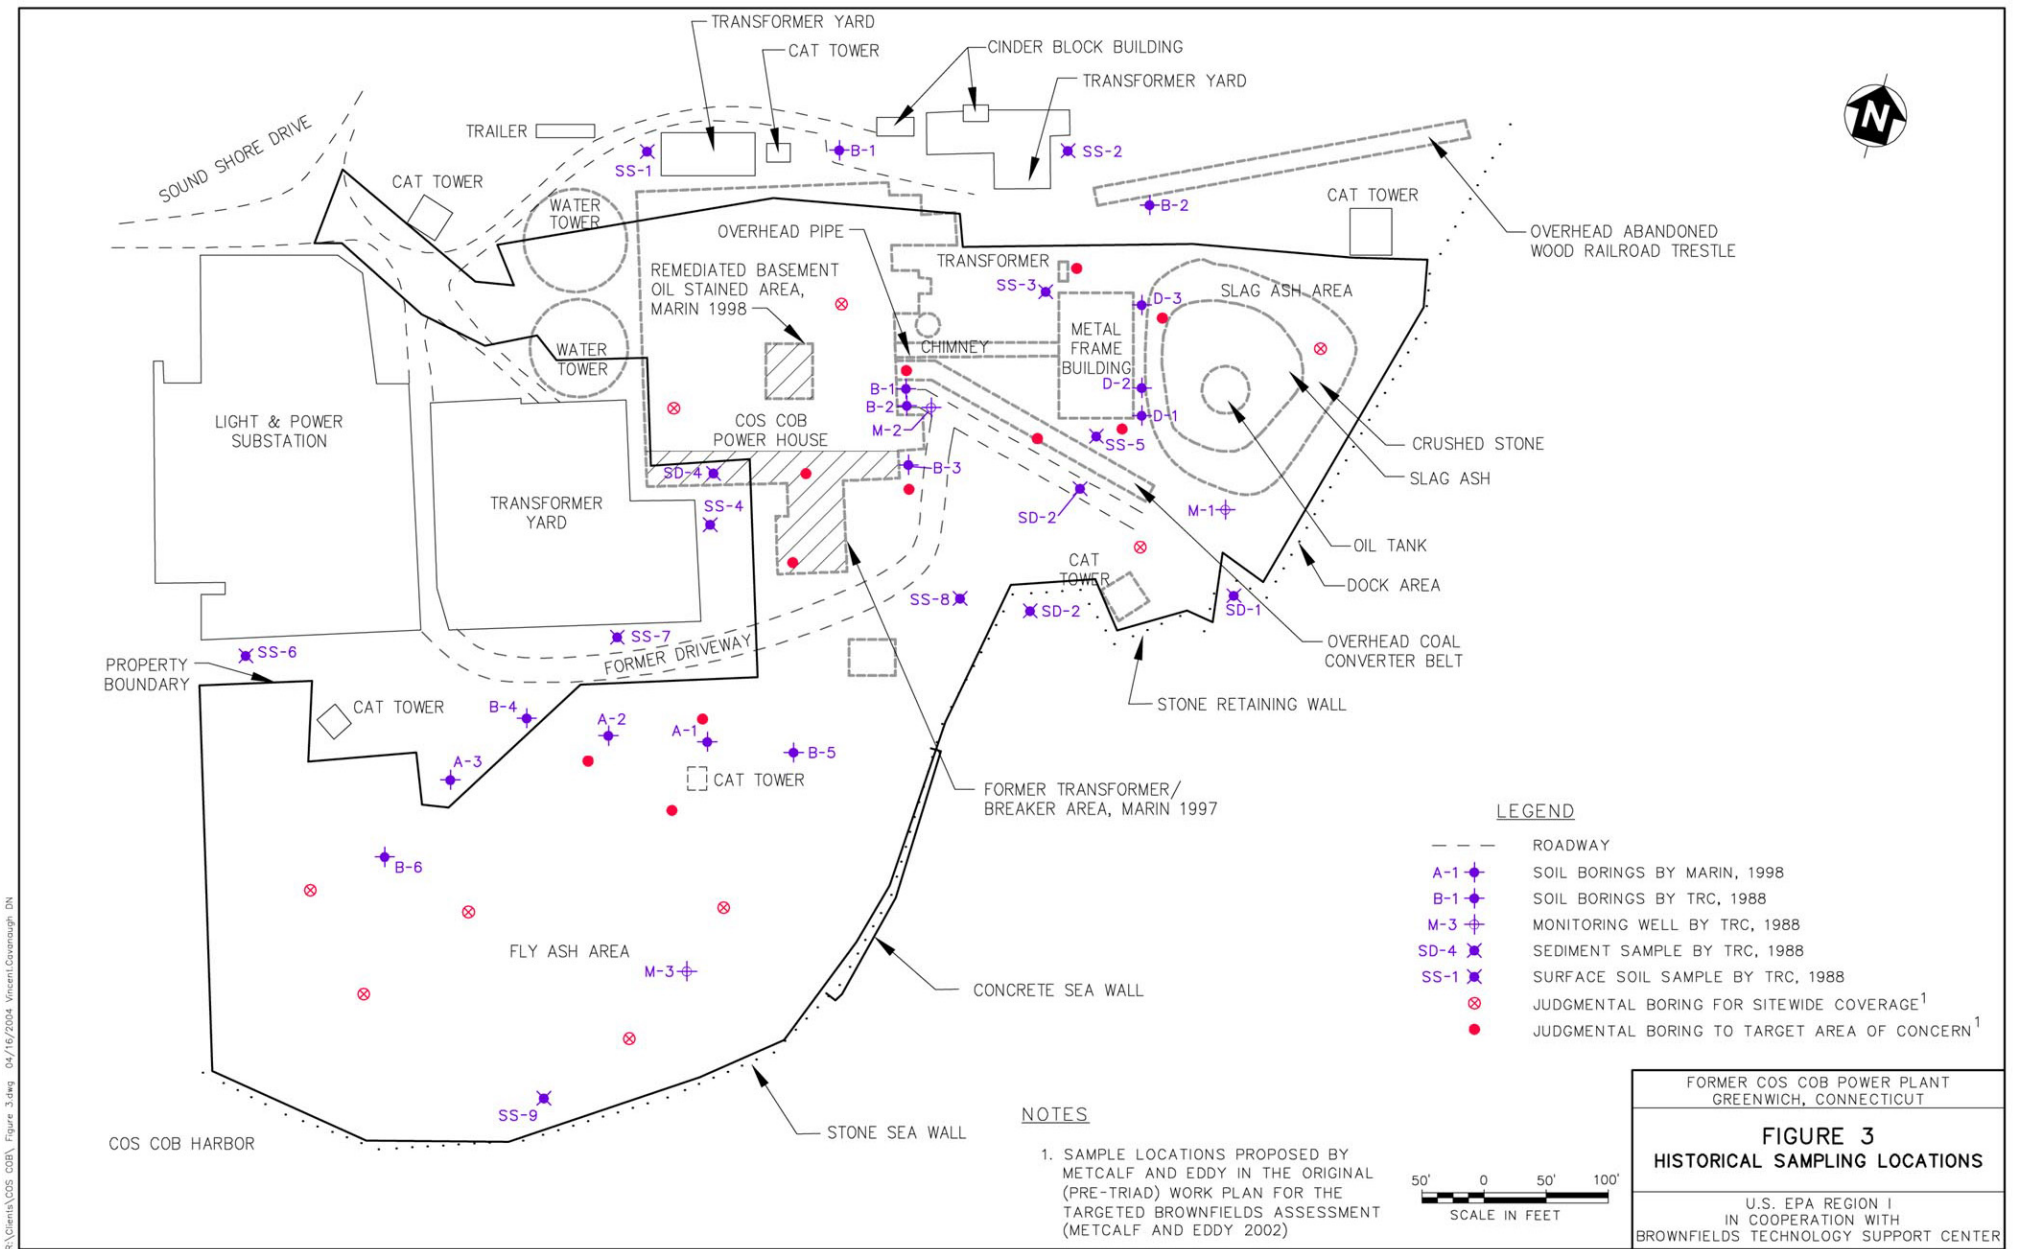 TRANSFORMER YARD
CAT TOWER
CINDER BLOCK BUILDING
TRANSFORMER YARD
N
TRAILER
SOUND SHORE DRIVE
SS-1
B-1
SS-2
CAT TOWER
WATER
TOWER
B-2
CAT TOWER
OVERHEAD ABANDONED
WOOD RAILROAD TRESTLE
OVERHEAD PIPE
TRANSFORMER
REMEDIATED BASEMENT
OIL STAINED AREA,
MARIN 1998
SS-3
D-3
SLAG ASH AREA
METAL
FRAME
BUILDING
CHIMNEY
WATER
TOWER
D-2
B-1
B-2
M-2
D-1
LIGHT & POWER
SUBSTATION
COS COB
POWER HOUSE
SS-5
CRUSHED STONE
SLAG ASH
SD-4
B-3
TRANSFORMER
YARD
SS-4
SD-2
M-1
OIL TANK
CAT
TOWER
DOCK AREA
SS-8
SD-2
SD-1
SS-7
FORMER DRIVEWAY
SS-6
OVERHEAD COAL
CONVERTER BELT
PROPERTY
BOUNDARY
STONE RETAINING WALL
CAT TOWER
B-4
A-2
A-1
B-5
A-3
CAT TOWER
FORMER TRANSFORMER/
BREAKER AREA, MARIN 1997
B-6
FLY ASH AREA
M-3
CONCRETE SEA WALL
SS-9
STONE SEA WALL
COS COB HARBOR
LEGEND
ROADWAY
A-1 SOIL BORINGS BY MARIN, 1998
B-1 SOIL BORINGS BY TRC, 1988
M-3 MONITORING WELL BY TRC, 1988
SD-4 SEDIMENT SAMPLE BY TRC, 1988
SS-1 SURFACE SOIL SAMPLE BY TRC, 1988
JUDGMENTAL BORING FOR SITEWIDE COVERAGE1
JUDGMENTAL BORING TO TARGET AREA OF CONCERN1
NOTES
1. SAMPLE LOCATIONS PROPOSED BY
METCALF AND EDDY IN THE ORIGINAL
(PRE-TRIAD) WORK PLAN FOR THE
TARGETED BROWNFIELDS ASSESSMENT
(METCALF AND EDDY 2002)
50' 0 50' 100'
SCALE IN FEET
FORMER COS COB POWER PLANT
GREENWICH, CONNECTICUT
FIGURE 3
HISTORICAL SAMPLING LOCATIONS
U.S. EPA REGION I
IN COOPERATION WITH
BROWNFIELDS TECHNOLOGY SUPPORT CENTER
R:\Clients\COS COB\ Figure 3.dwg 04/16/2004 Vincent.Cavanaugh DN